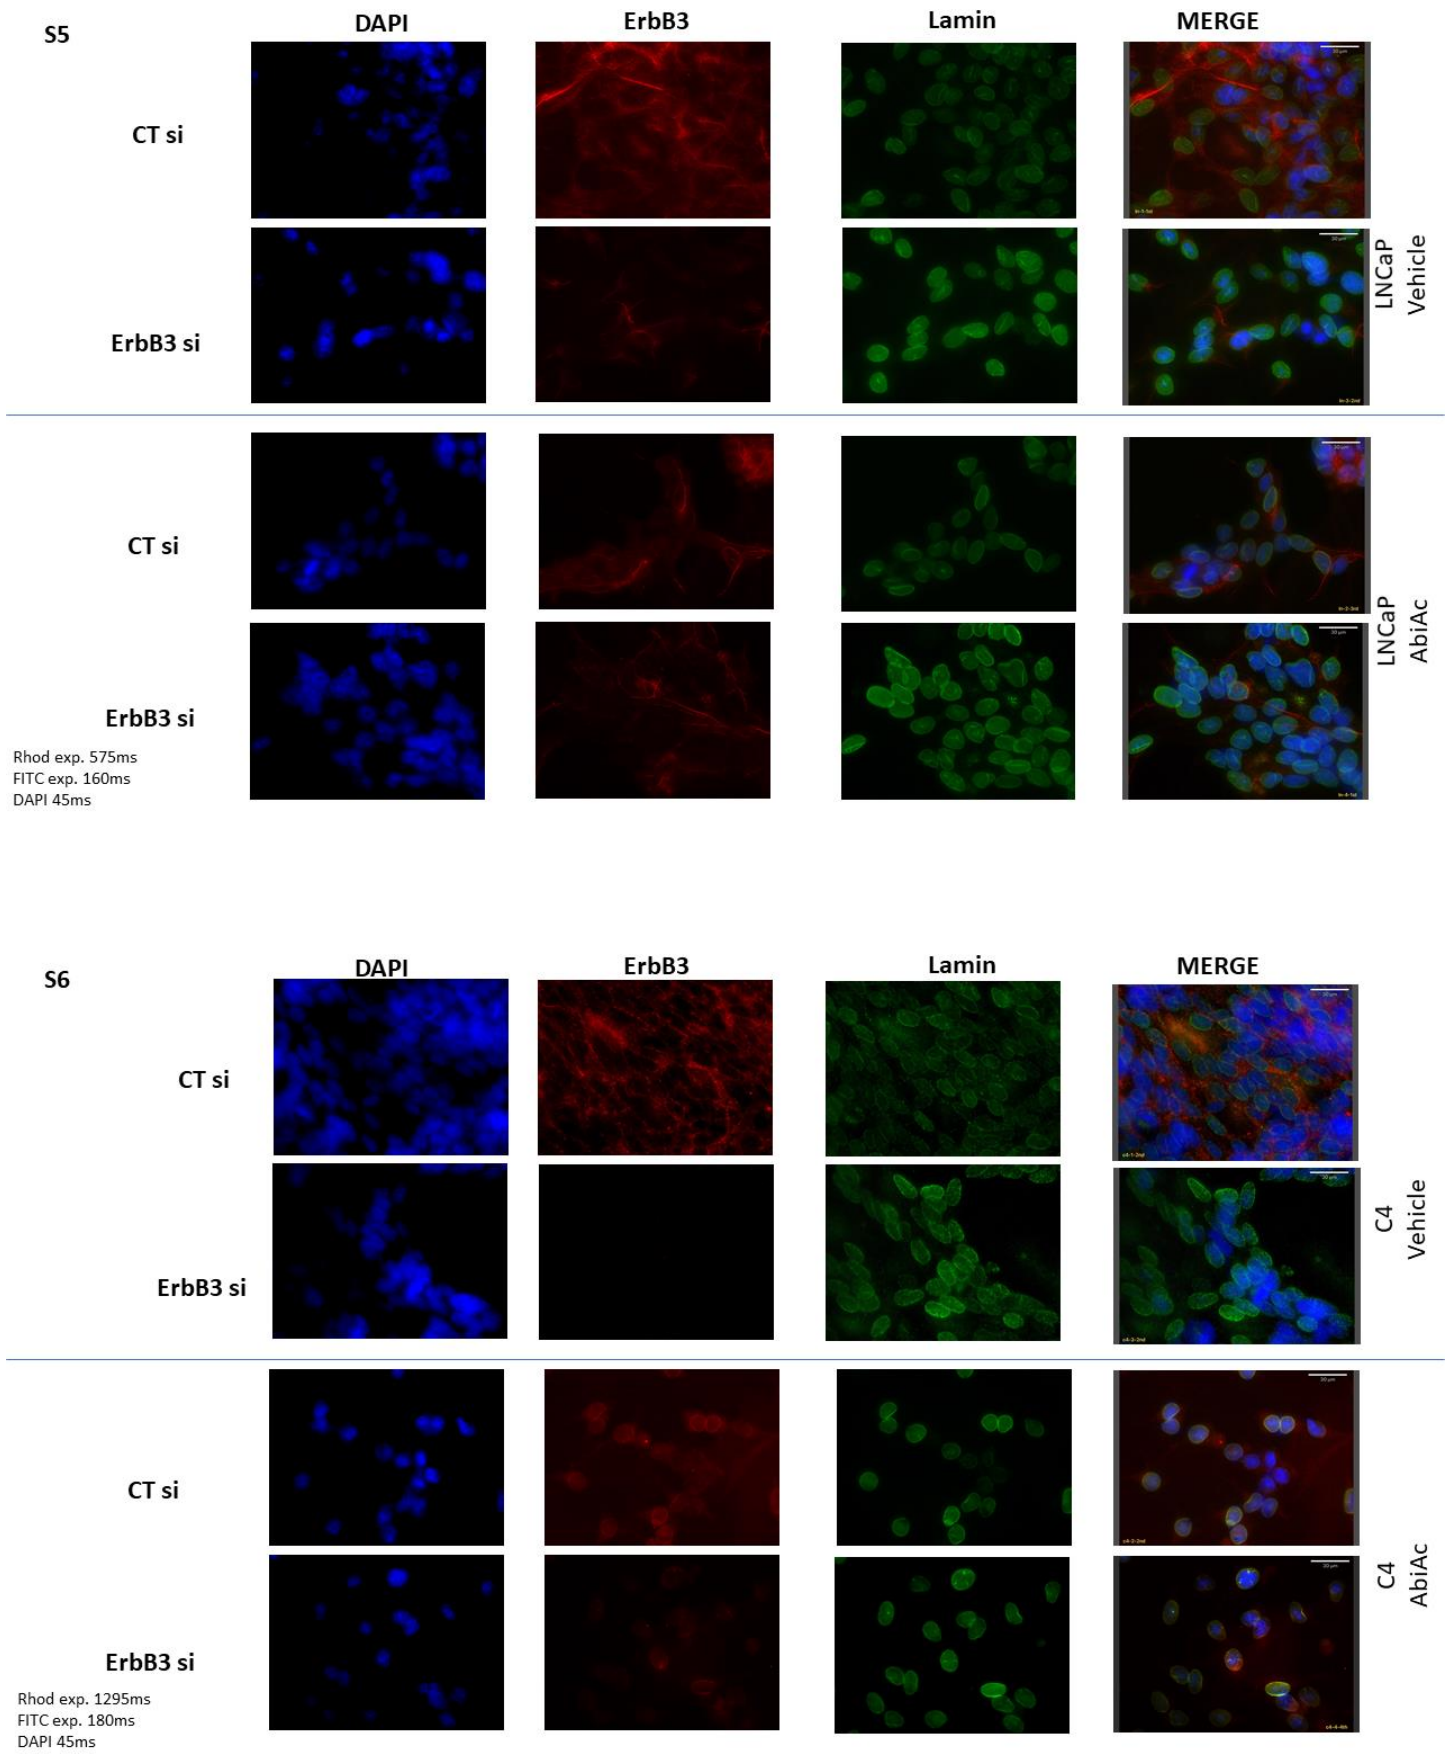 S5
DAPI
ErbB3
Lamin
MERGE
CT si
ErbB3 si
LNCaP
Vehicle
CT si
ErbB3 si
LNCaP
AbiAc
Rhod exp. 575ms
FITC exp. 160ms
DAPI 45ms
S6
DAPI
ErbB3
Lamin
MERGE
CT si
ErbB3 si
C4
Vehicle
CT si
ErbB3 si
C4
AbiAc
Rhod exp. 1295ms
FITC exp. 180ms
DAPI 45ms